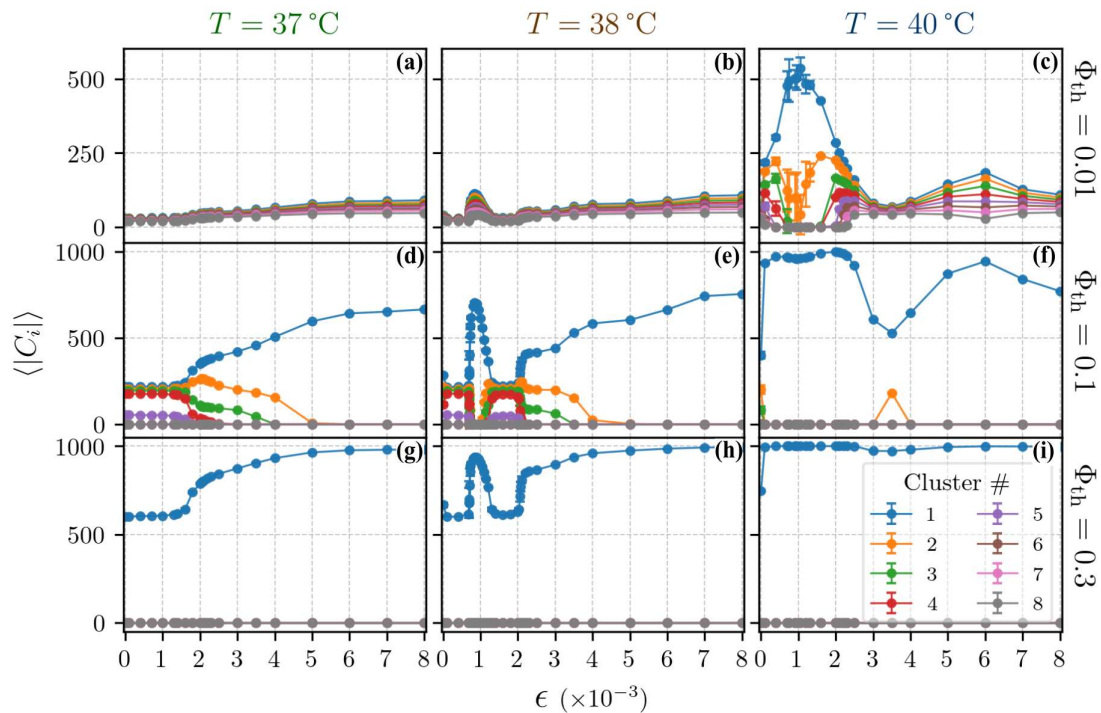 T = 37 °C
T = 38 °C
T = 40 °C
(a)
(b)
(c)
500
250
0
Φth = 0.01
(d)
(e)
(f)
1000
500
0
⟨|Ci|⟩
Φth = 0.1
(g)
(h)
(i)
1000
500
0
Φth = 0.3
Cluster #
1
2
3
4
5
6
7
8
0 1 2 3 4 5 6 7 8
0 1 2 3 4 5 6 7 8
0 1 2 3 4 5 6 7 8
ϵ (×10⁻³)